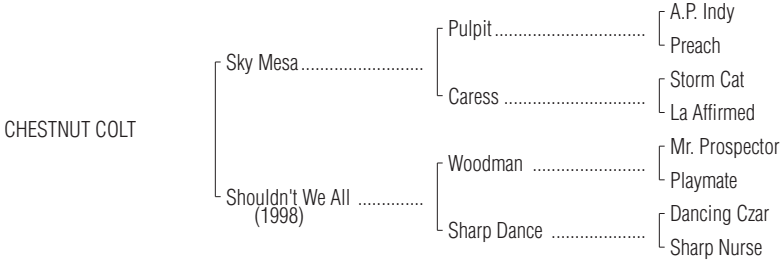 A.P. Indy
Pulpit..............................
Preach
Sky Mesa........................
Storm Cat
Caress ............................
La Affirmed
CHESTNUT COLT
Mr. Prospector
Woodman ......................
Playmate
Shouldn't We All .............
(1998)
Dancing Czar
Sharp Dance ...................
Sharp Nurse